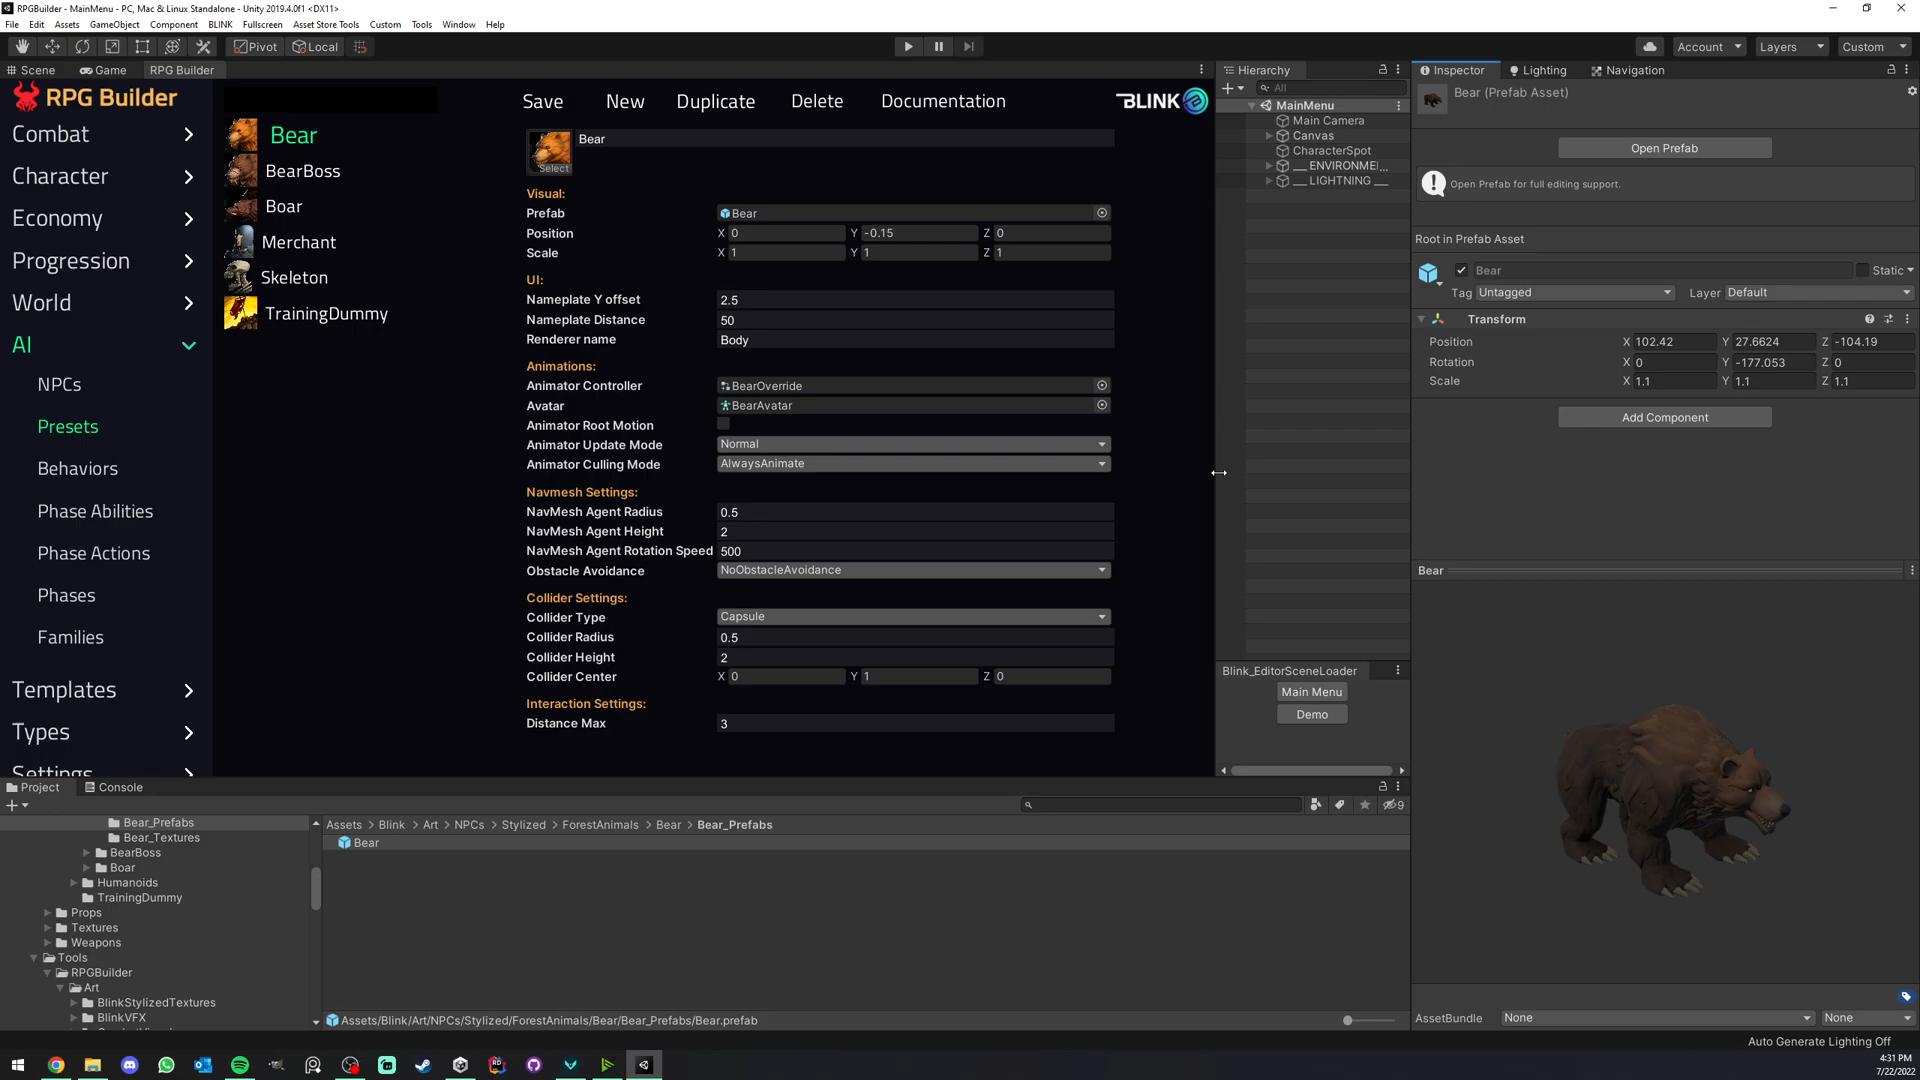 RPGBuilder - MainMenu - PC, Mac & Linux Standalone - Unity 2019.4.0f1 <DX11>
File Edit Assets GameObject Component Tools BLINK Fullscreen Asset Store Tools Custom Tools Window Help
Pivot Local
Account Layers Custom
Scene Game RPG Builder
RPG Builder
Combat
Character
Economy
Progression
World
AI
NPCs
Presets
Behaviors
Phase Abilities
Phase Actions
Phases
Families
Templates
Types
Settings
Bear
BearBoss
Boar
Merchant
Skeleton
TrainingDummy
Save New Duplicate Delete Documentation
BLINK
Select
Bear
Visual:
Prefab Bear
Position X 0 Y -0.15 Z 0
Scale X 1 Y 1 Z 1
UI:
Nameplate Y offset 2.5
Nameplate Distance 50
Renderer name Body
Animations:
Animator Controller BearOverride
Avatar BearAvatar
Animator Root Motion
Animator Update Mode Normal
Animator Culling Mode AlwaysAnimate
Navmesh Settings:
NavMesh Agent Radius 0.5
NavMesh Agent Height 2
NavMesh Agent Rotation Speed 500
Obstacle Avoidance NoObstacleAvoidance
Collider Settings:
Collider Type Capsule
Collider Radius 0.5
Collider Height 2
Collider Center X 0 Y 1 Z 0
Interaction Settings:
Distance Max 3
Hierarchy
All
MainMenu
Main Camera
Canvas
CharacterSpot
__ ENVIRONMEI...
__ LIGHTNING __
Blink_EditorSceneLoader
Main Menu
Demo
Inspector Lighting Navigation
Bear (Prefab Asset)
Open Prefab
Open Prefab for full editing support.
Root in Prefab Asset
Bear Static
Tag Untagged Layer Default
Transform
Position X 102.42 Y 27.6624 Z -104.19
Rotation X 0 Y -177.053 Z 0
Scale X 1.1 Y 1.1 Z 1.1
Add Component
Bear
AssetBundle None None
Project Console
9
Bear_Prefabs
Bear_Textures
BearBoss
Boar
Humanoids
TrainingDummy
Props
Textures
Weapons
Tools
RPGBuilder
Art
BlinkStylizedTextures
BlinkVFX
Assets > Blink > Art > NPCs > Stylized > ForestAnimals > Bear > Bear_Prefabs
Bear
Assets/Blink/Art/NPCs/Stylized/ForestAnimals/Bear/Bear_Prefabs/Bear.prefab
Auto Generate Lighting Off
4:31 PM
7/22/2022